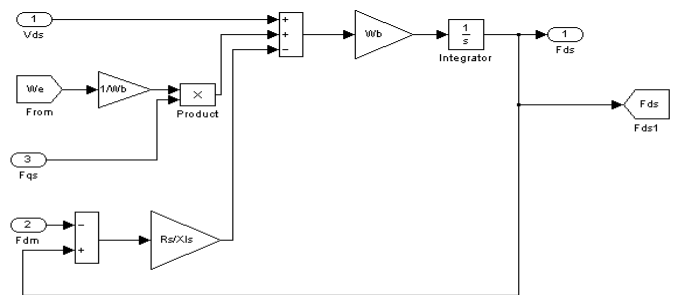 1
Vds
+
+
−
Wb
1
s
Integrator
1
Fds
We
From
1/Wb
×
Product
Fds
Fds1
3
Fqs
2
Fdm
−
+
Rs/Xls